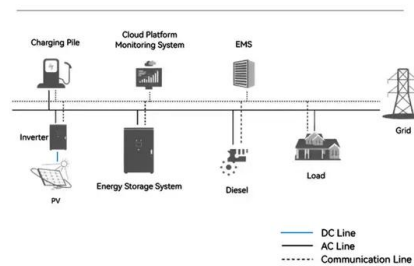 Charging Pile
Cloud Platform
Monitoring System
EMS
Grid
Inverter
PV
Energy Storage System
Diesel
Load
DC Line
AC Line
Communication Line